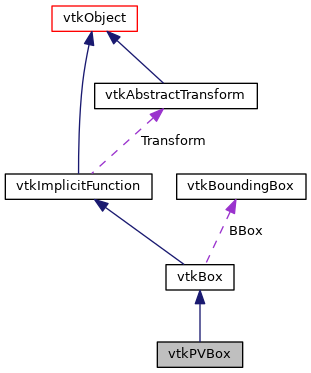 vtkObject
vtkAbstractTransform
Transform
vtkImplicitFunction
vtkBoundingBox
BBox
vtkBox
vtkPVBox